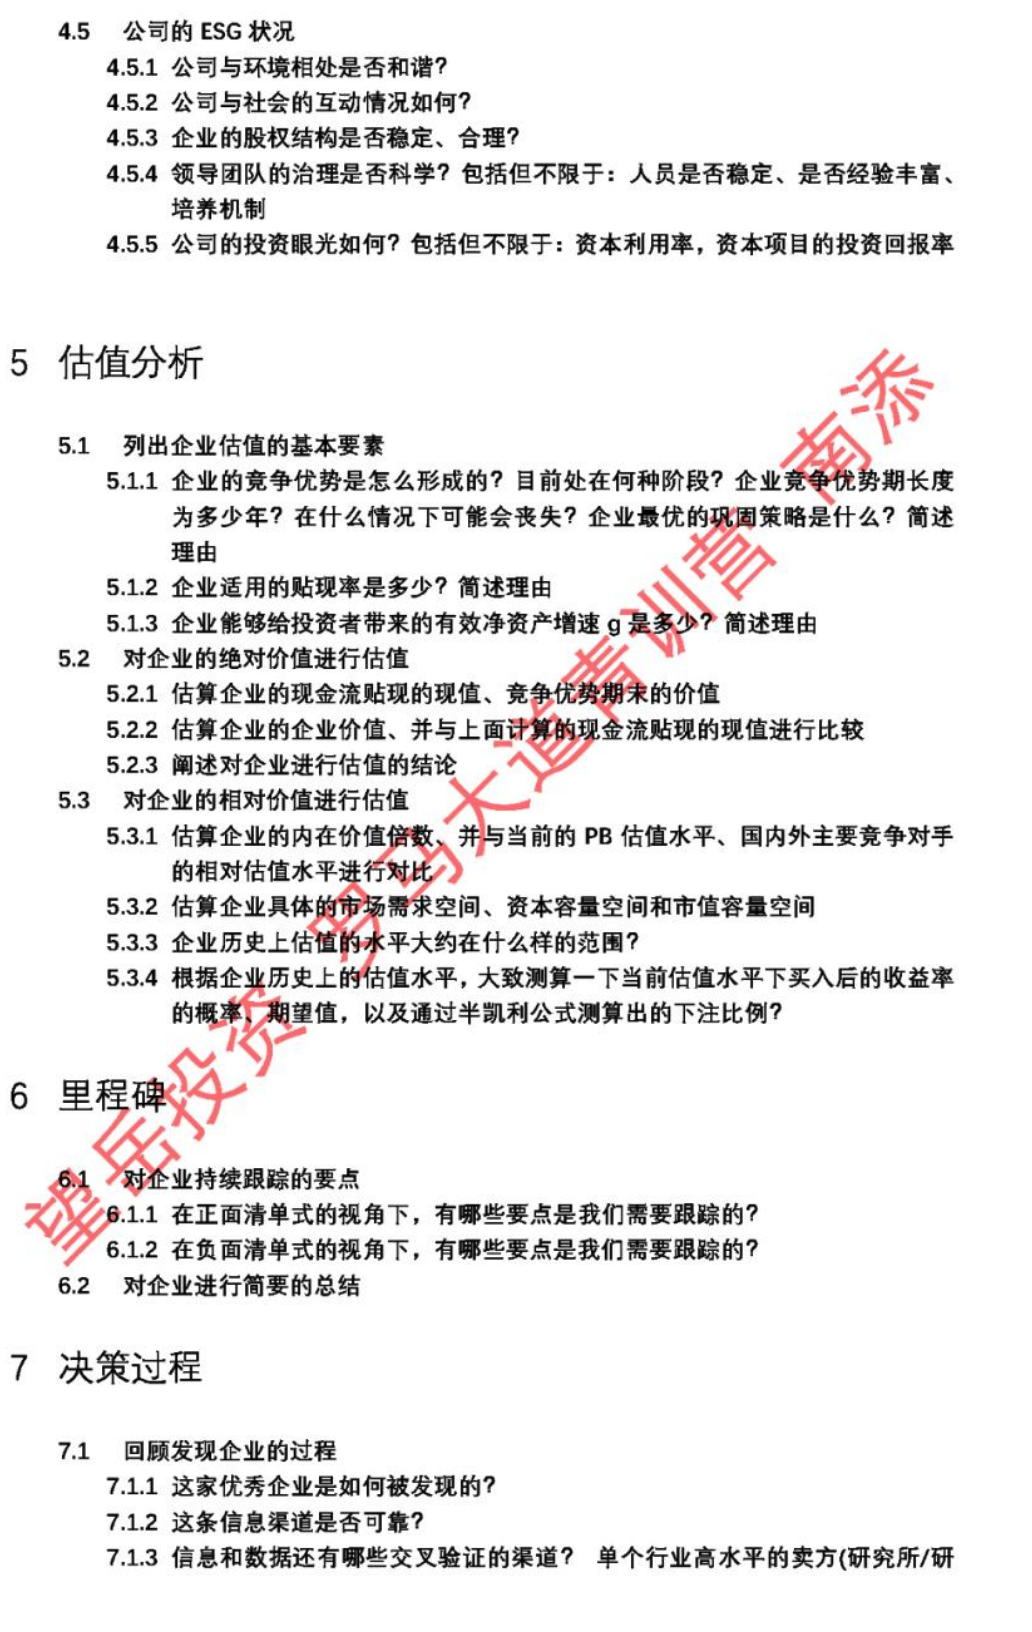 4.5 公司的 ESG 状况
4.5.1 公司与环境相处是否和谐?
4.5.2 公司与社会的互动情况如何?
4.5.3 企业的股权结构是否稳定、合理?
4.5.4 领导团队的治理是否科学? 包括但不限于: 人员是否稳定、是否经验丰富、
培养机制
4.5.5 公司的投资眼光如何? 包括但不限于: 资本利用率, 资本项目的投资回报率
5 估值分析
5.1 列出企业估值的基本要素
5.1.1 企业的竞争优势是怎么形成的? 目前处在何种阶段? 企业竞争优势期长度
为多少年? 在什么情况下可能会丧失? 企业最优的巩固策略是什么? 简述
理由
5.1.2 企业适用的贴现率是多少? 简述理由
5.1.3 企业能够给投资者带来的有效净资产增速 g 是多少? 简述理由
5.2 对企业的绝对价值进行估值
5.2.1 估算企业的现金流贴现的现值、竞争优势期末的价值
5.2.2 估算企业的企业价值、并与上面计算的现金流贴现的现值进行比较
5.2.3 阐述对企业进行估值的结论
5.3 对企业的相对价值进行估值
5.3.1 估算企业的内在价值倍数、并与当前的 PB 估值水平、国内外主要竞争对手
的相对估值水平进行对比
5.3.2 估算企业具体的市场需求空间、资本容量空间和市值容量空间
5.3.3 企业历史上估值的水平大约在什么样的范围?
5.3.4 根据企业历史上的估值水平, 大致测算一下当前估值水平下买入后的收益率
的概率、期望值, 以及通过半凯利公式测算出的下注比例?
6 里程碑
6.1 对企业持续跟踪的要点
6.1.1 在正面清单式的视角下, 有哪些要点是我们需要跟踪的?
6.1.2 在负面清单式的视角下, 有哪些要点是我们需要跟踪的?
6.2 对企业进行简要的总结
7 决策过程
7.1 回顾发现企业的过程
7.1.1 这家优秀企业是如何被发现的?
7.1.2 这条信息渠道是否可靠?
7.1.3 信息和数据还有哪些交叉验证的渠道? 单个行业高水平的卖方(研究所/研
望岳投资 罗马大道青训营 南添